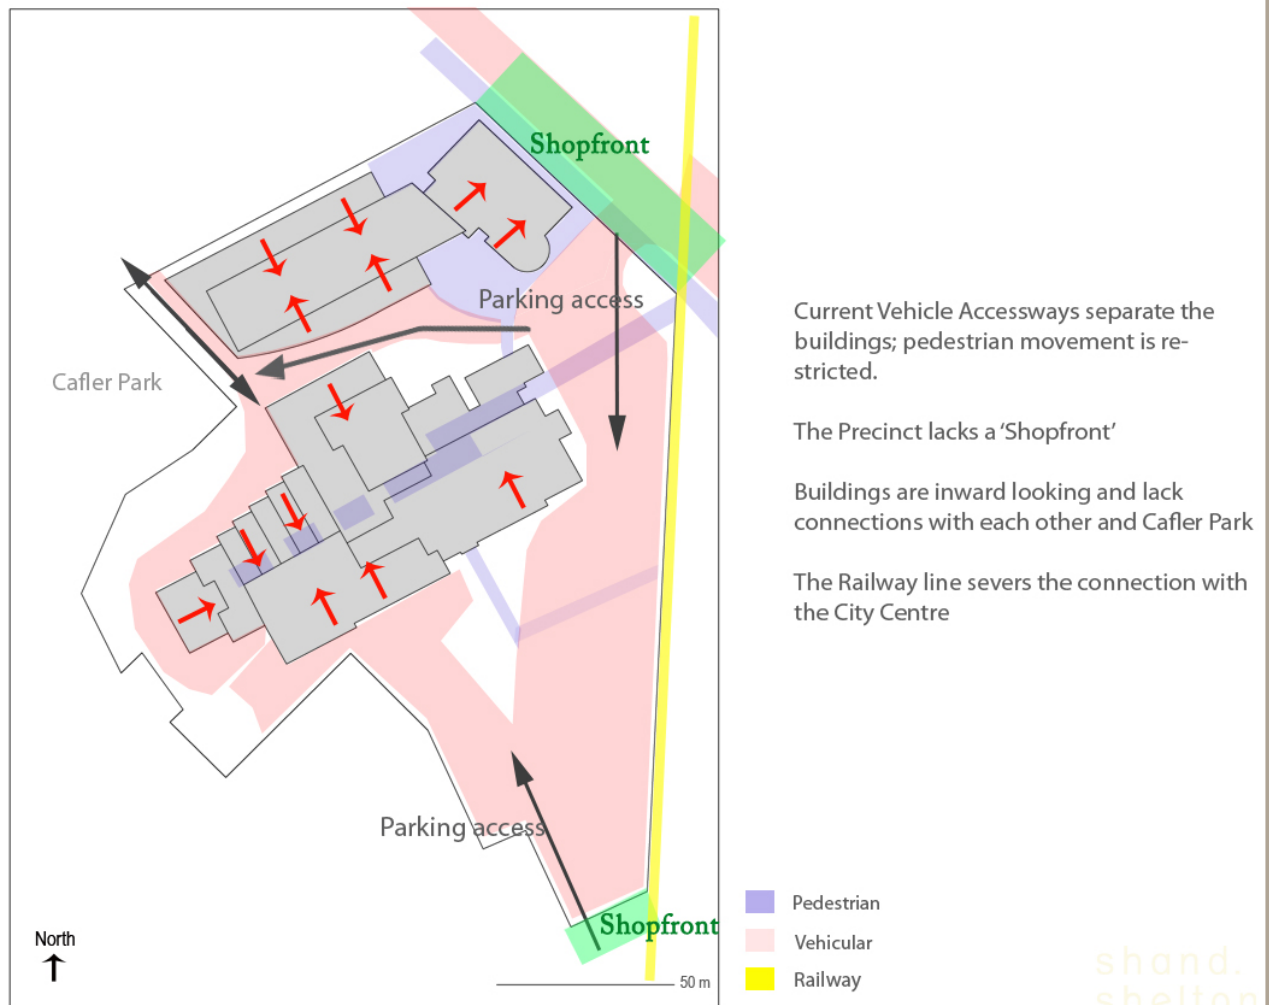 Shopfront
Parking access
Cafler Park
Parking access
Shopfront
North
50 m
Current Vehicle Accessways separate the
buildings; pedestrian movement is re-
stricted.
The Precinct lacks a ‘Shopfront’
Buildings are inward looking and lack
connections with each other and Cafler Park
The Railway line severs the connection with
the City Centre
Pedestrian
Vehicular
Railway
shand.
shelton